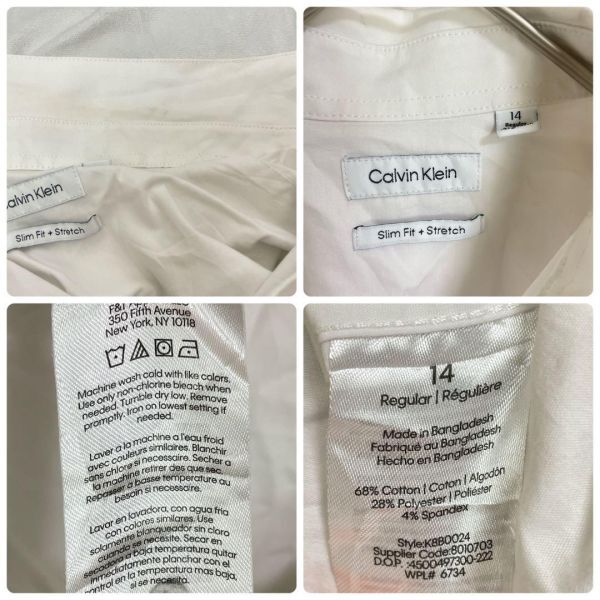 alvin Klein
Slim Fit + Stretch
14
Regular
Calvin Klein
Slim Fit + Stretch
350 Fifth Avenue
New York, NY 10118
Machine wash cold with like colors.
Use only non-chlorine bleach when
needed. Tumble dry low. Remove
promptly. Iron on lowest setting if
needed.
Laver a la machine a l'eau froid
avec couleurs similaires. Blanchir
sans chlore si necessaire. Secher a
la machine retirer des que sec.
Repasser a basse temperature au
besoin si necessaire.
Lavar en lavadora, con agua fria
con colores similares. Use
solamente blanqueador sin cloro
cuando se necesite. Secar en
secadora a baja temperatura quitar
inmediatamente planchar con el
control en la temperatura mas baja,
si se necesita.
14
Regular | Régulière
Made in Bangladesh
Fabriqué au Bangladesh
Hecho en Bangladesh
68% Cotton | Coton | Algodón
28% Polyester | Poliéster
4% Spandex
Style:K8B0024
Supplier Code:8010703
D.O.P. :4500497300-222
WPL# 6734